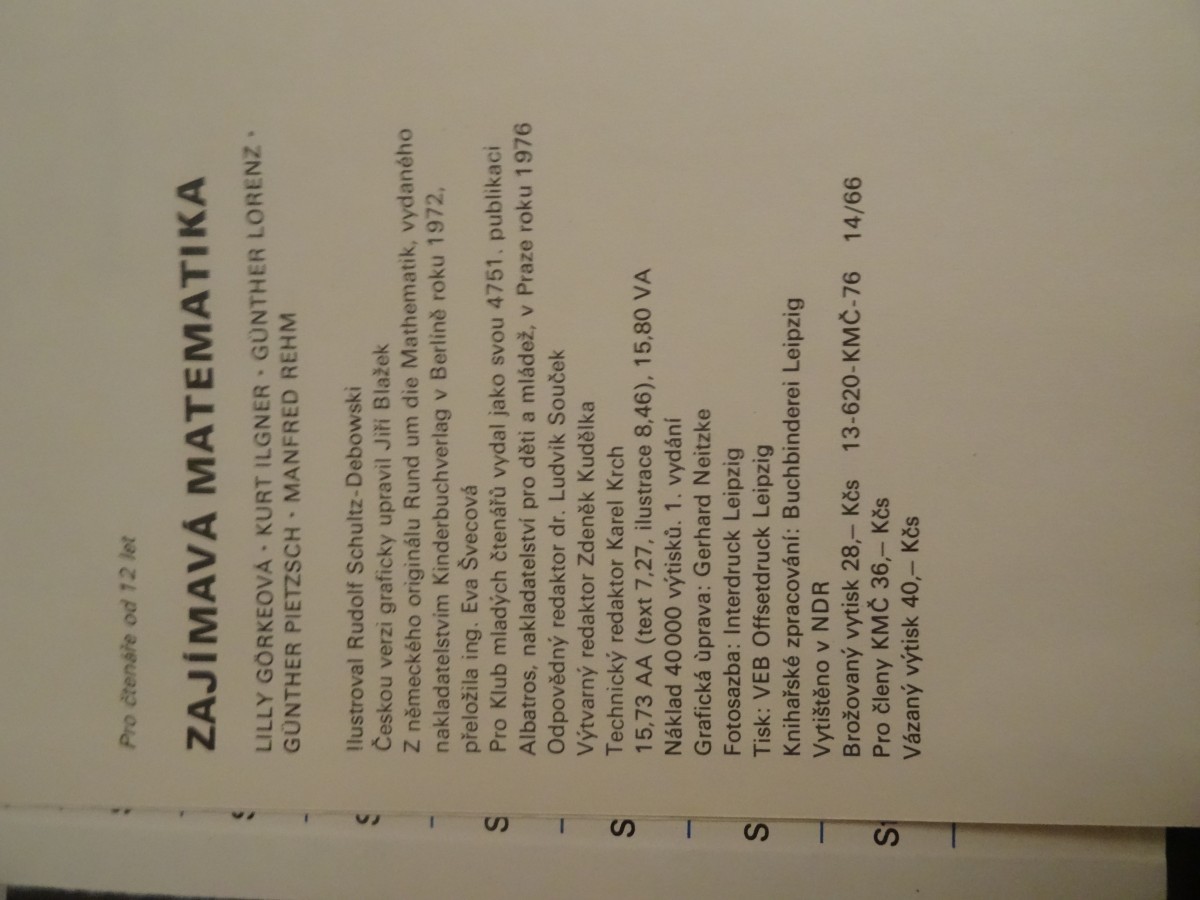 Pro čtenáře od 12 let
ZAJÍMAVÁ MATEMATIKA
LILLY GÖRKEOVÁ · KURT ILGNER · GÜNTHER LORENZ ·
GÜNTHER PIETZSCH · MANFRED REHM
Ilustroval Rudolf Schultz-Debowski
Českou verzi graficky upravil Jiří Blažek
Z německého originálu Rund um die Mathematik, vydaného
nakladatelstvím Kinderbuchverlag v Berlíně roku 1972,
přeložila ing. Eva Švecová
Pro Klub mladých čtenářů vydal jako svou 4751. publikaci
Albatros, nakladatelství pro děti a mládež, v Praze roku 1976
Odpovědný redaktor dr. Ludvík Souček
Výtvarný redaktor Zdeněk Kudělka
Technický redaktor Karel Krch
15,73 AA (text 7,27, ilustrace 8,46), 15,80 VA
Náklad 40000 výtisků. 1. vydání
Grafická ùprava: Gerhard Neitzke
Fotosazba: Interdruck Leipzig
Tisk: VEB Offsetdruck Leipzig
Knihařské zpracování: Buchbinderei Leipzig
Vytištěno v NDR
Brožovaný vytisk 28,– Kčs 13-620-KMČ-76 14/66
Pro členy KMČ 36,– Kčs
Vázaný výtisk 40,– Kčs